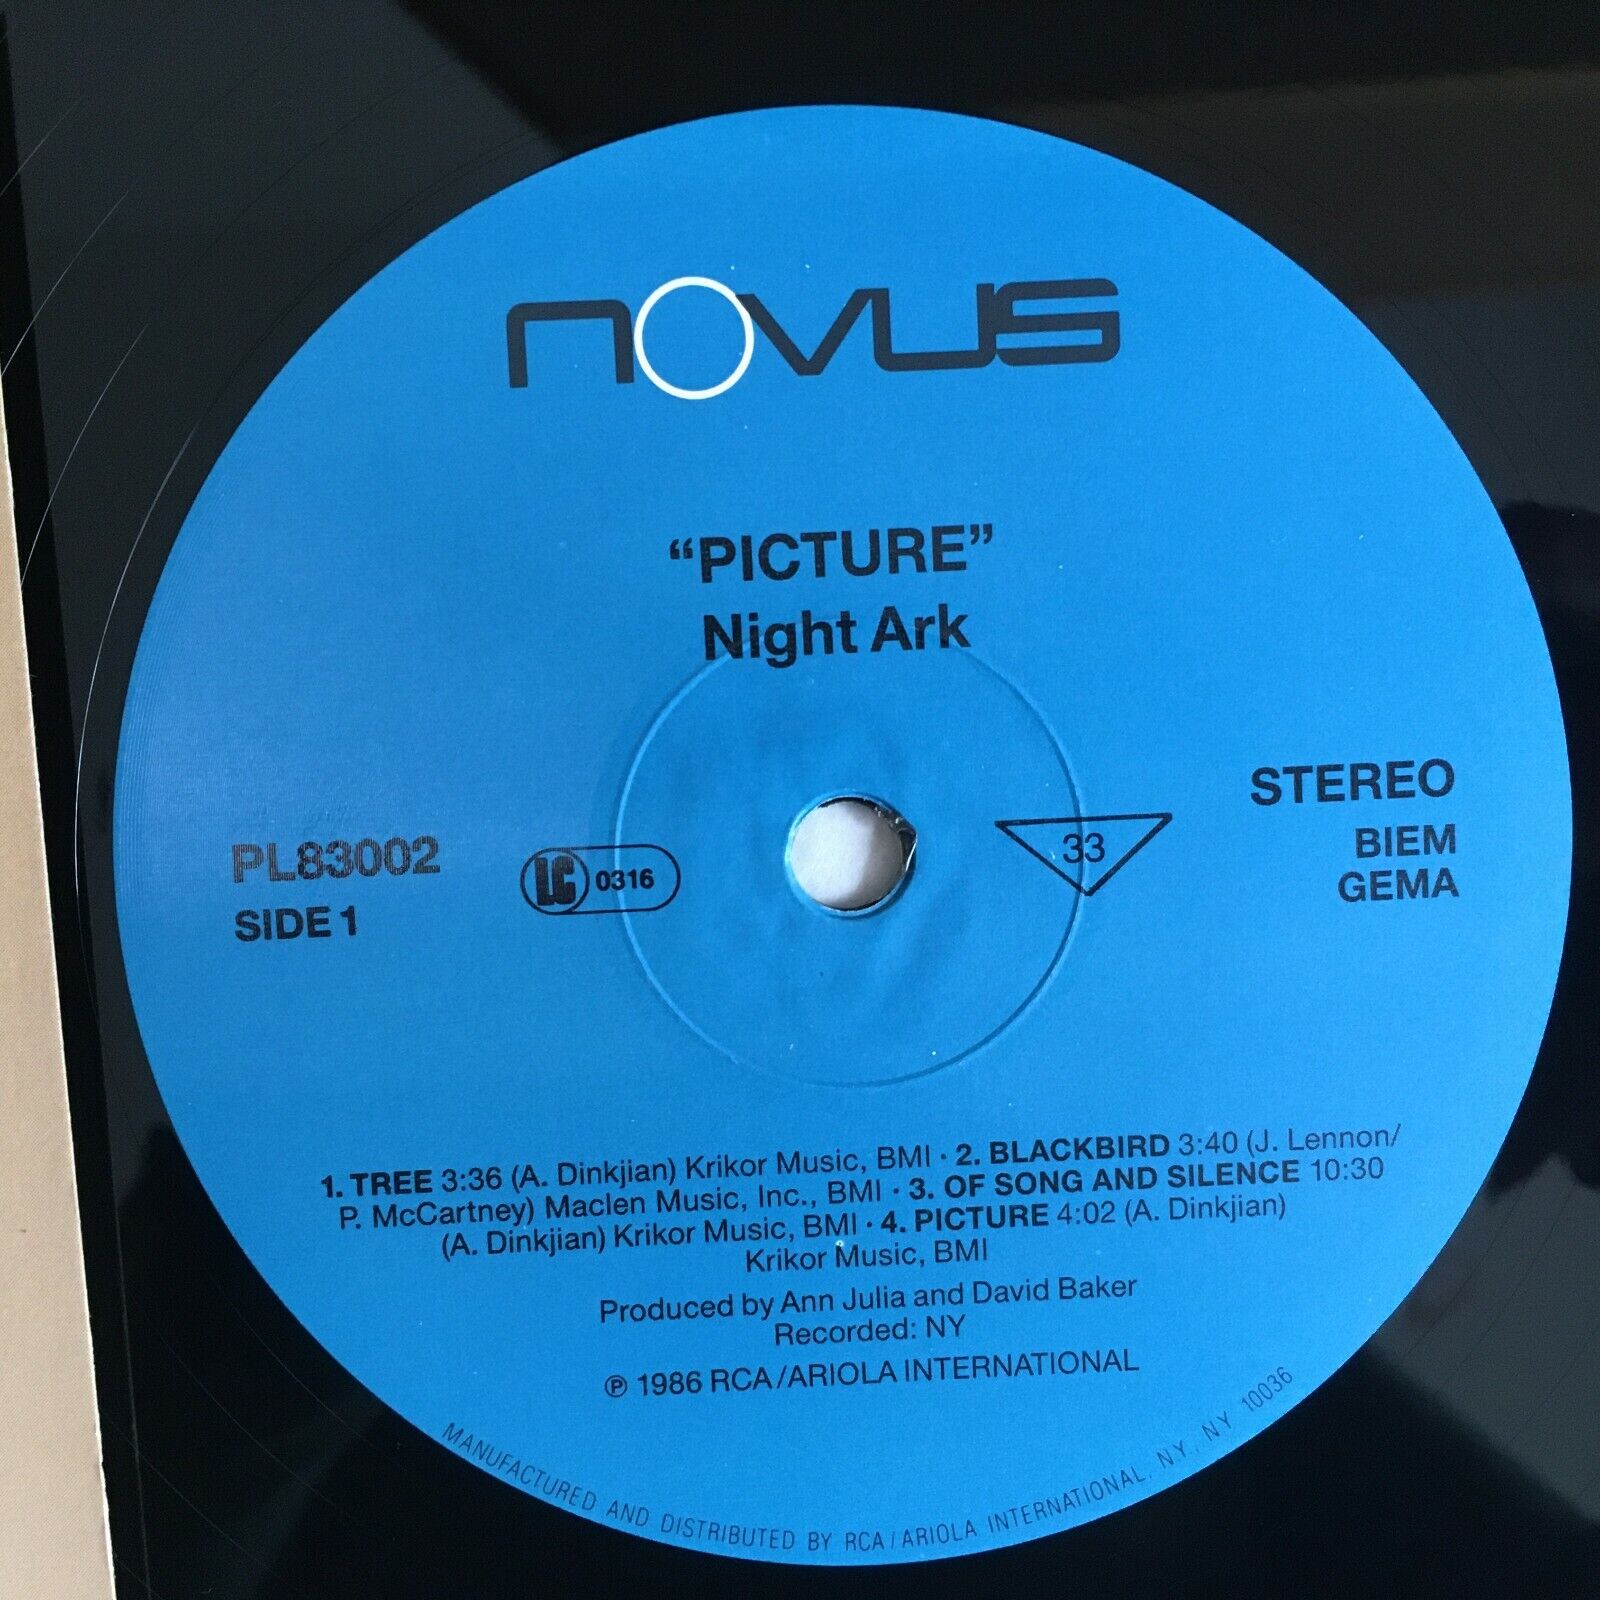 novus
“PICTURE”
Night Ark
STEREO
BIEM
GEMA
PL83002
SIDE 1
LC 0316
33
1. TREE 3:36 (A. Dinkjian) Krikor Music, BMI · 2. BLACKBIRD 3:40 (J. Lennon/
P. McCartney) Maclen Music, Inc., BMI · 3. OF SONG AND SILENCE 10:30
(A. Dinkjian) Krikor Music, BMI · 4. PICTURE 4:02 (A. Dinkjian)
Krikor Music, BMI
Produced by Ann Julia and David Baker
Recorded: NY
℗ 1986 RCA/ARIOLA INTERNATIONAL
MANUFACTURED AND DISTRIBUTED BY RCA/ARIOLA INTERNATIONAL, N.Y., NY 10036